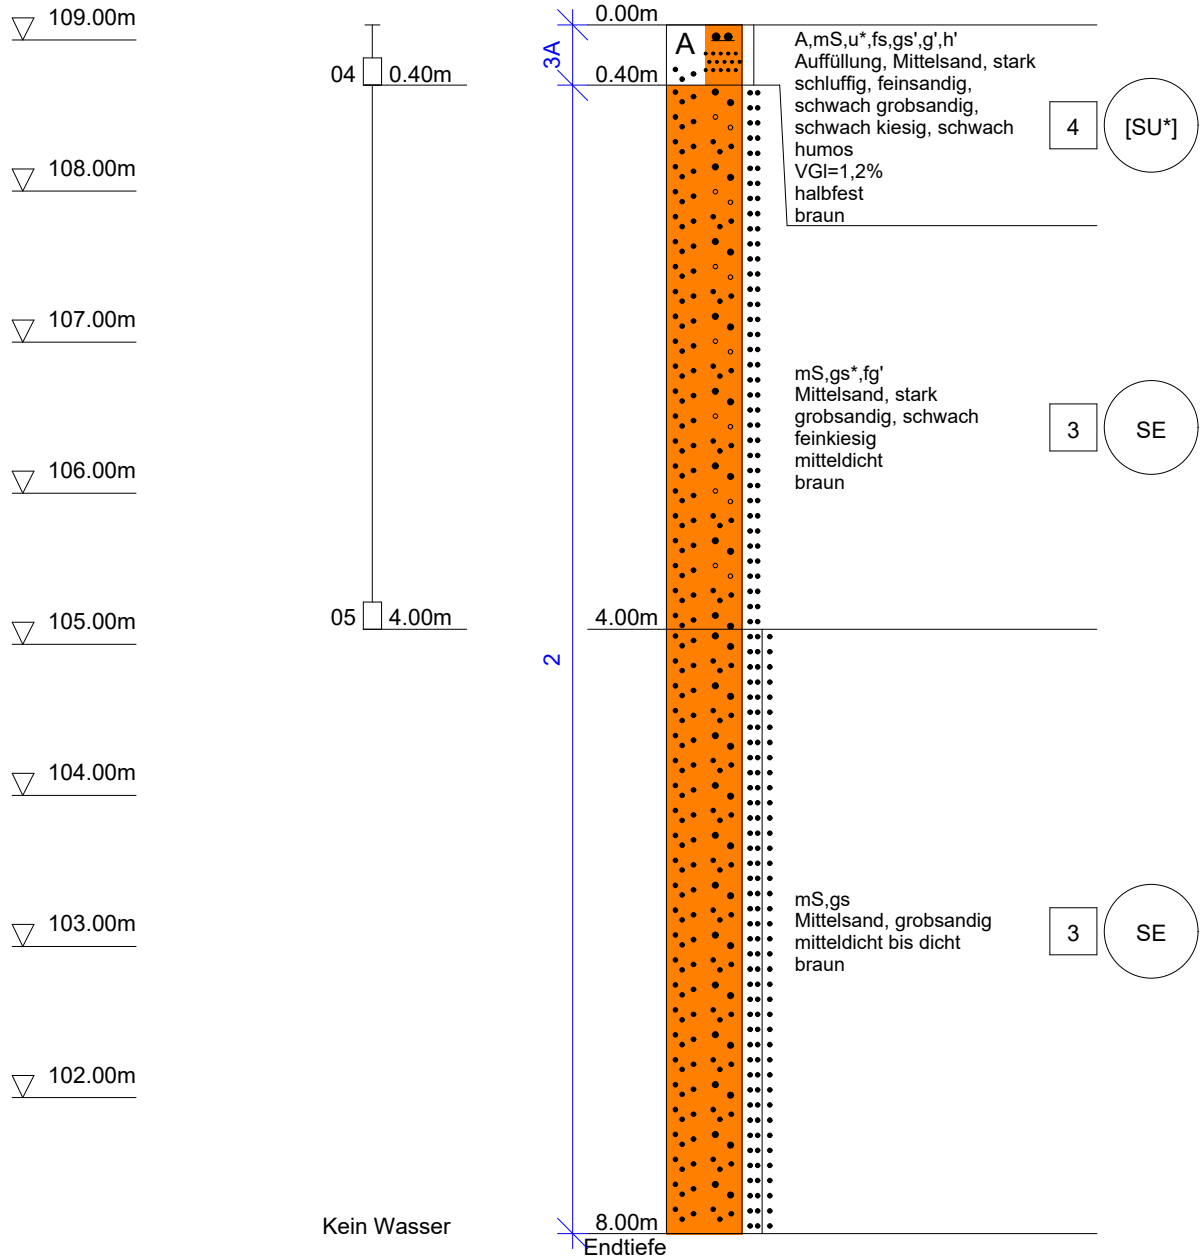 109.00m
108.00m
107.00m
106.00m
105.00m
104.00m
103.00m
102.00m
04 0.40m
05 4.00m
Kein Wasser
3A
2
0.00m
0.40m
4.00m
8.00m
Endtiefe
A
A,mS,u*,fs,gs',g',h'
Auffüllung, Mittelsand, stark
schluffig, feinsandig,
schwach grobsandig,
schwach kiesig, schwach
humos
VGl=1,2%
halbfest
braun
4 [SU*]
mS,gs*,fg'
Mittelsand, stark
grobsandig, schwach
feinkiesig
mitteldicht
braun
3 SE
mS,gs
Mittelsand, grobsandig
mitteldicht bis dicht
braun
3 SE